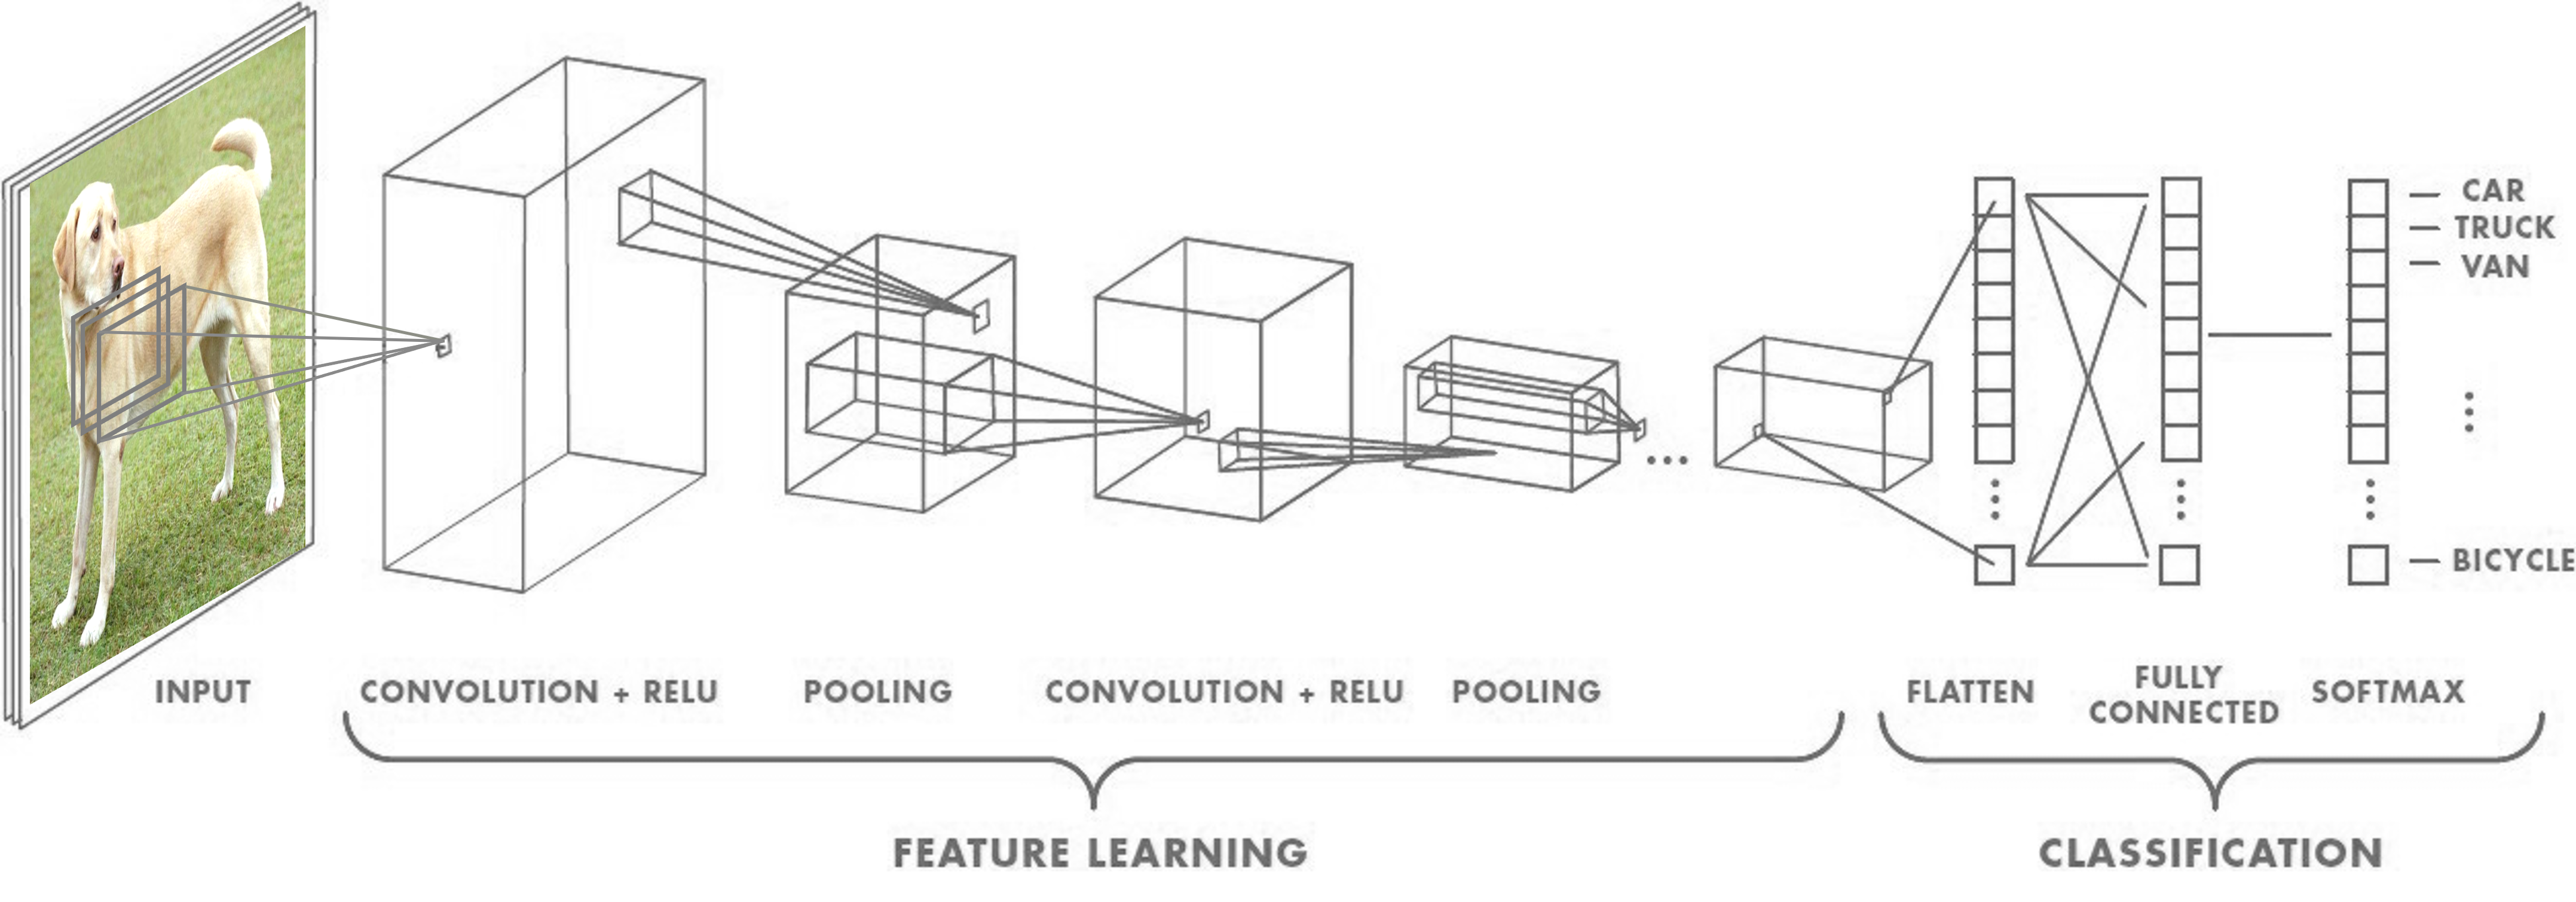 CAR
TRUCK
VAN
BICYCLE
INPUT
CONVOLUTION + RELU
POOLING
CONVOLUTION + RELU
POOLING
FLATTEN
FULLY
CONNECTED
SOFTMAX
FEATURE LEARNING
CLASSIFICATION